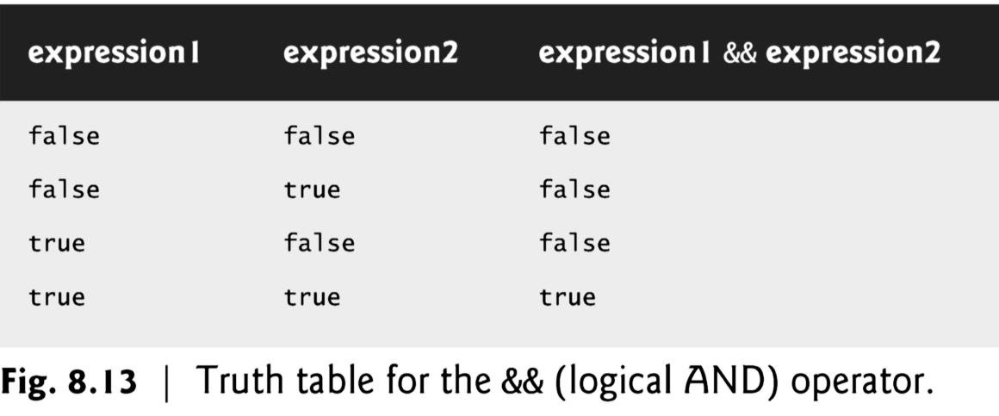 expression1 expression2 expression1 && expression2
false false false
false true false
true false false
true true true
Fig. 8.13 | Truth table for the && (logical AND) operator.